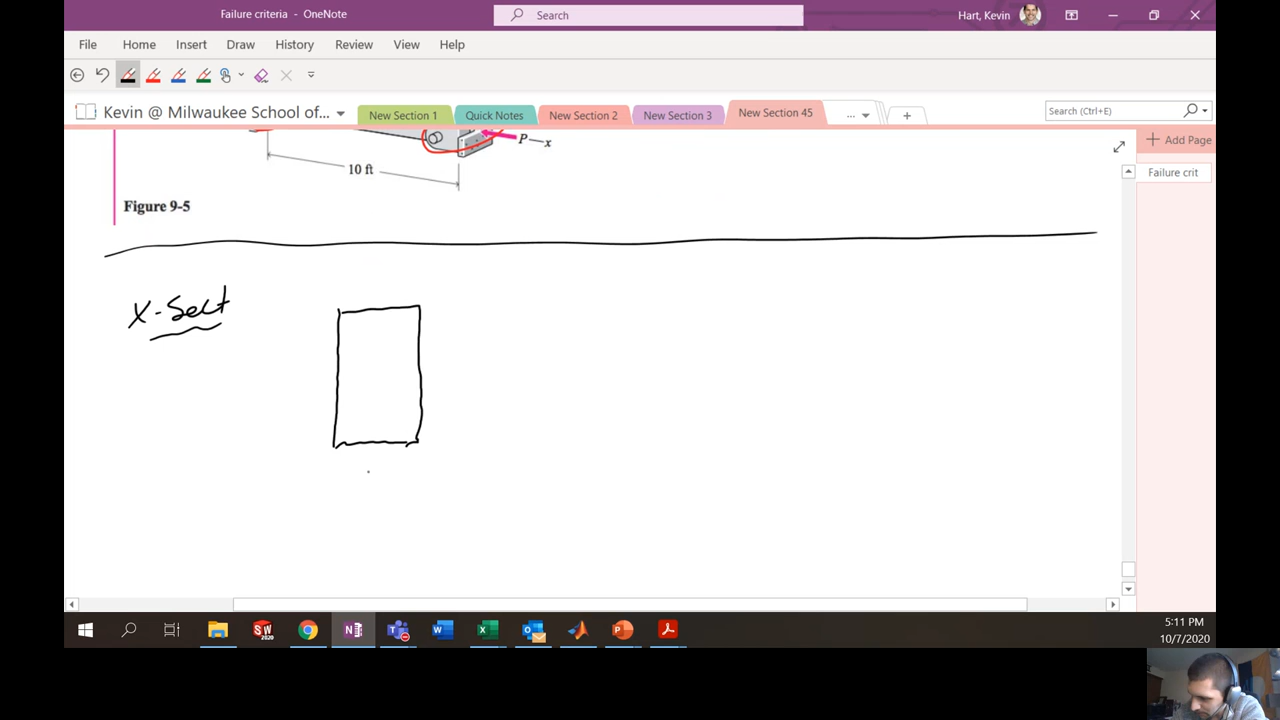 Failure criteria - OneNote
Search
Hart, Kevin
File
Home
Insert
Draw
History
Review
View
Help
Kevin @ Milwaukee School of...
New Section 1
Quick Notes
New Section 2
New Section 3
New Section 45
...
Search (Ctrl+E)
Add Page
Failure crit
P
x
10 ft
Figure 9-5
X-Sect
SW
2020
5:11 PM
10/7/2020